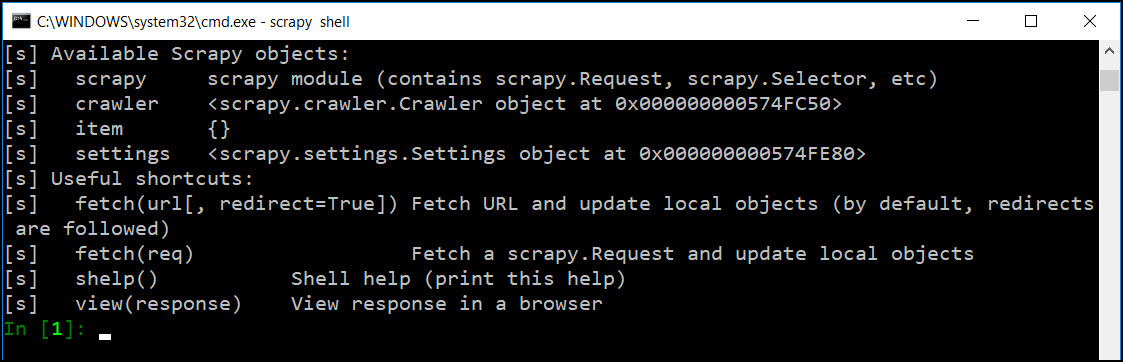 C:\WINDOWS\system32\cmd.exe - scrapy  shell
[s] Available Scrapy objects:
[s]   scrapy     scrapy module (contains scrapy.Request, scrapy.Selector, etc)
[s]   crawler    <scrapy.crawler.Crawler object at 0x000000000574FC50>
[s]   item       {}
[s]   settings   <scrapy.settings.Settings object at 0x000000000574FE80>
[s] Useful shortcuts:
[s]   fetch(url[, redirect=True]) Fetch URL and update local objects (by default, redirects
 are followed)
[s]   fetch(req)                  Fetch a scrapy.Request and update local objects
[s]   shelp()           Shell help (print this help)
[s]   view(response)    View response in a browser
In [1]: